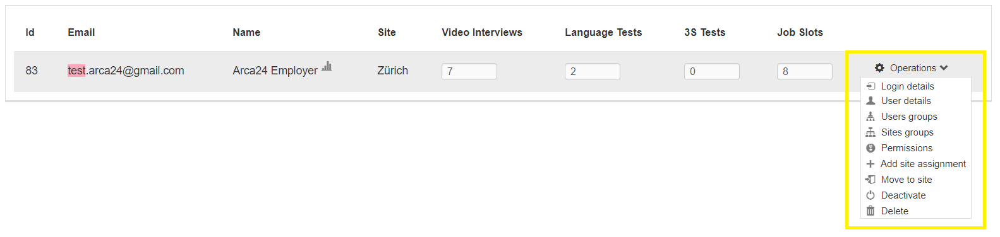 Id Email Name Site Video Interviews Language Tests 3S Tests Job Slots
83 test.arca24@gmail.com Arca24 Employer Zürich 7 2 0 8 Operations
Login details
User details
Users groups
Sites groups
Permissions
Add site assignment
Move to site
Deactivate
Delete